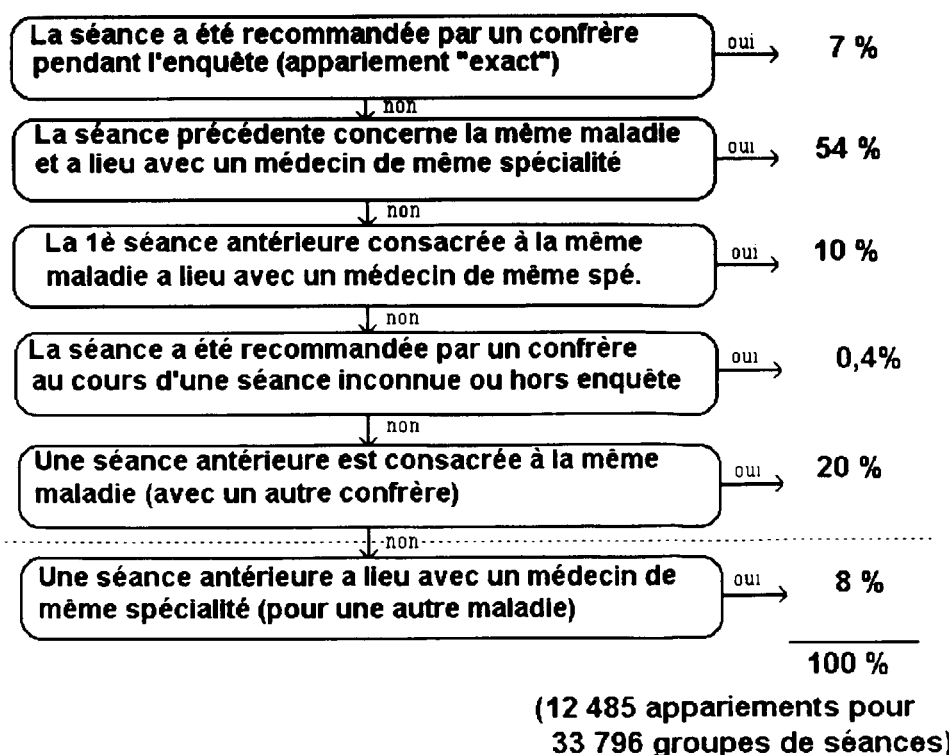 La séance a été recommandée par un confrère
pendant l'enquête (appariement "exact")
oui
7 %
non
La séance précédente concerne la même maladie
et a lieu avec un médecin de même spécialité
oui
54 %
non
La 1è séance antérieure consacrée à la même
maladie a lieu avec un médecin de même spé.
oui
10 %
non
La séance a été recommandée par un confrère
au cours d'une séance inconnue ou hors enquête
oui
0,4%
non
Une séance antérieure est consacrée à la même
maladie (avec un autre confrère)
oui
20 %
non
Une séance antérieure a lieu avec un médecin de
même spécialité (pour une autre maladie)
oui
8 %
100 %
(12 485 appariements pour
33 796 groupes de séances)